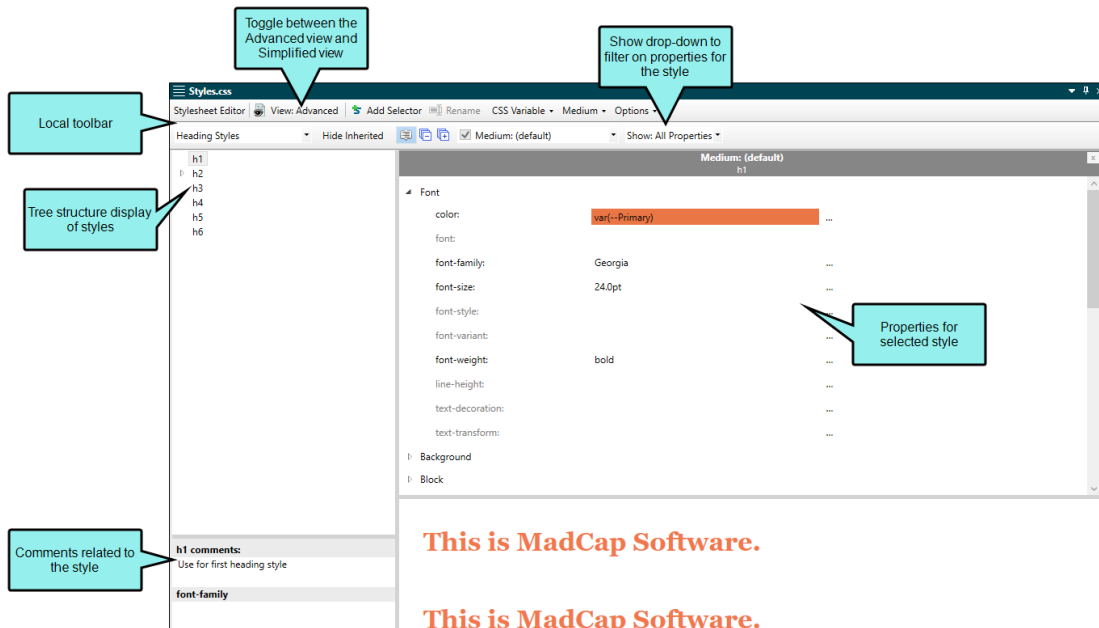 Toggle between the
Advanced view and
Simplified view
Show drop-down to
filter on properties for
the style
Styles.css
Local toolbar
Stylesheet Editor View: Advanced Add Selector Rename CSS Variable Medium Options
Heading Styles Hide Inherited Medium: (default) Show: All Properties
h1
h2
h3
h4
h5
h6
Tree structure display
of styles
Medium: (default)
h1
Font
color: var(--Primary) ...
font:
font-family: Georgia ...
font-size: 24.0pt ...
font-style: ...
font-variant: ...
font-weight: bold ...
line-height: ...
text-decoration: ...
text-transform: ...
Background
Block
Properties for
selected style
Comments related to
the style
h1 comments:
Use for first heading style
font-family
This is MadCap Software.
This is MadCap Software.